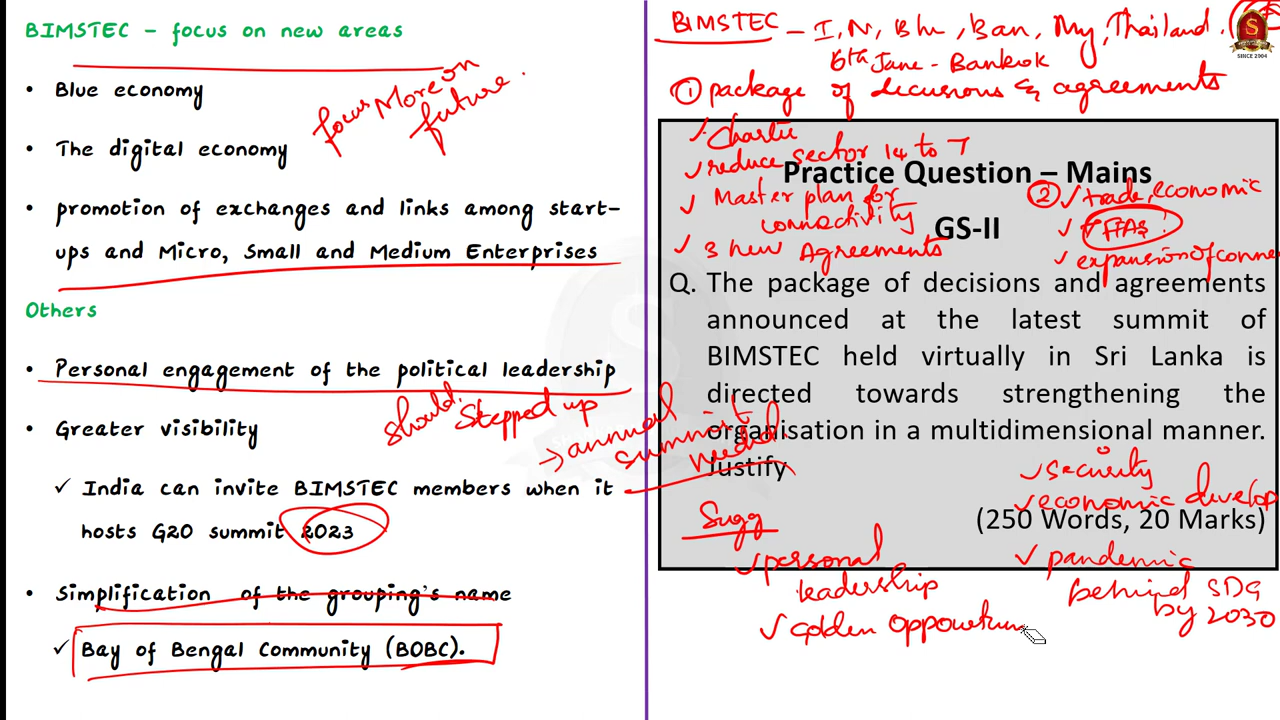 BIMSTEC – focus on new areas
• Blue economy
• The digital economy
focus More on
future.
• promotion of exchanges and links among start-
ups and Micro, Small and Medium Enterprises
Others
• Personal engagement of the political leadership
should stepped up
→ annual
summit
needed.
• Greater visibility
✓ India can invite BIMSTEC members when it
hosts G20 summit 2023
• Simplification of the grouping's name
✓ Bay of Bengal Community (BOBC).
BIMSTEC – I, N, Bhu, Ban, My, Thailand.
Bankok
SINCE 2004
① package of decisions & agreements
✓ Charter
✓ reduce sector 14 to 7
✓ Master plan for
connectivity
✓ 3 new Agreements
② ✓ trade, economic
✓ FTAs
✓ expansion of conne
Practice Question – Mains
GS-II
Q. The package of decisions and agreements
announced at the latest summit of
BIMSTEC held virtually in Sri Lanka is
directed towards strengthening the
organisation in a multidimensional manner.
Justify
(250 Words, 20 Marks)
✓ security
✓ economic develop
✓ pandemic
behind SDG
by 2030
Sugg
✓ personal
leadership
✓ Golden